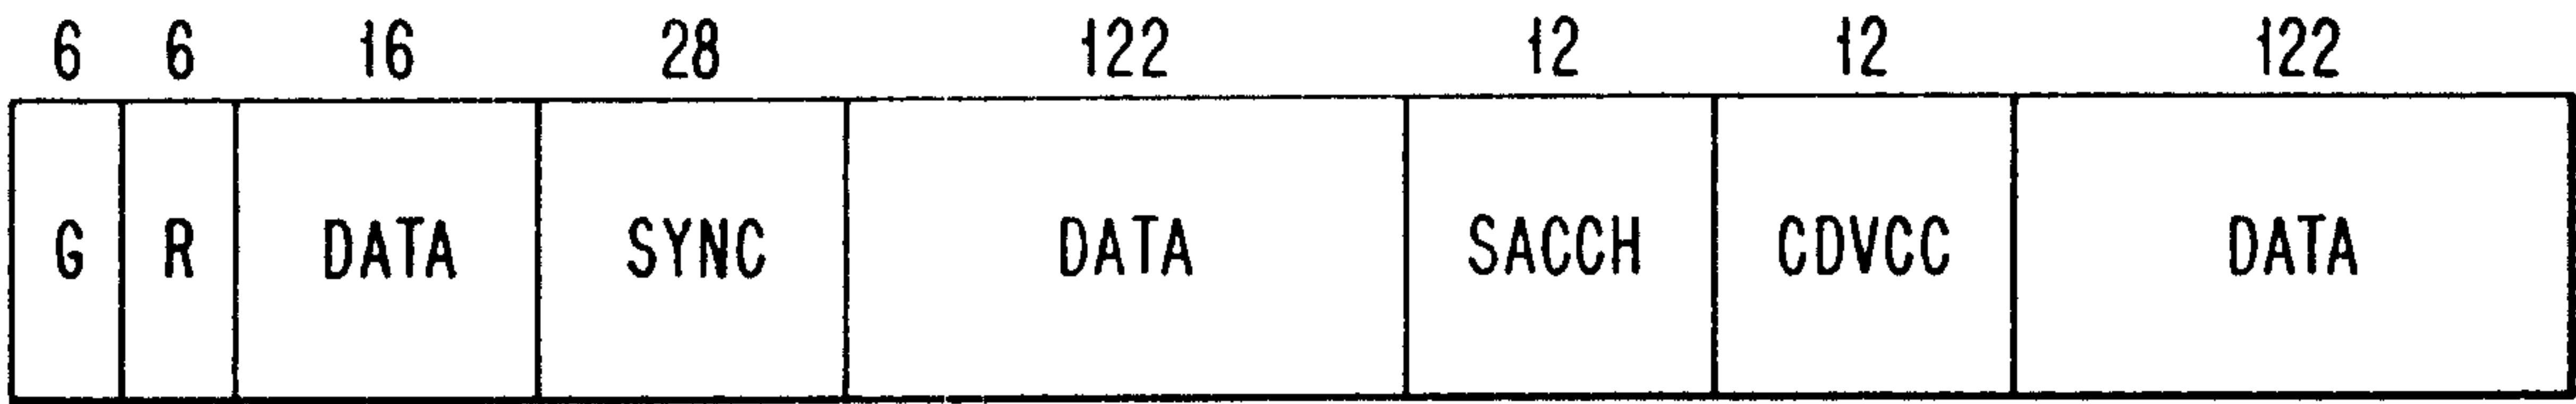 6 6 16 28 122 12 12 122
G R DATA SYNC DATA SACCH CDVCC DATA